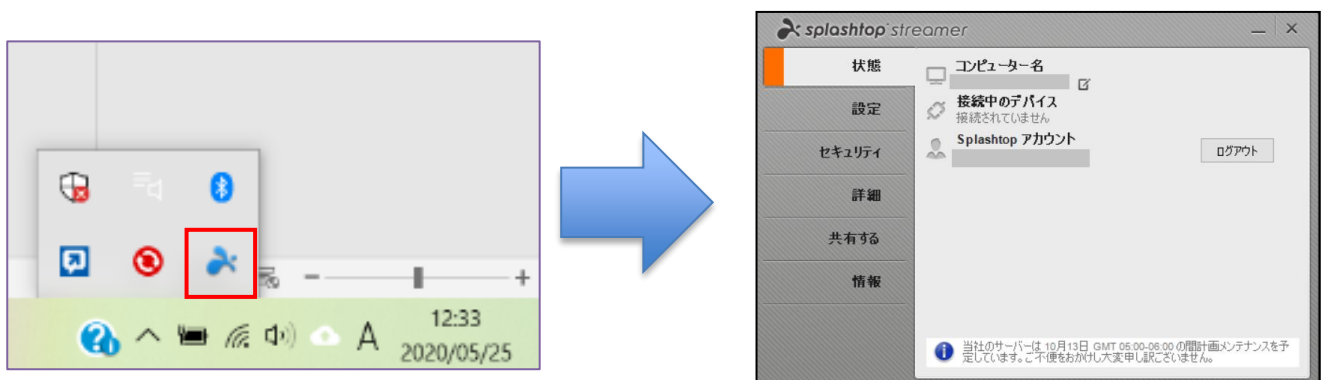 12:33
A
2020/05/25
splashtop streamer
状態
設定
セキュリティ
詳細
共有する
情報
コンピューター名
接続中のデバイス
接続されていません
Splashtop アカウント
ログアウト
当社のサーバーは 10月13日 GMT 05:00-06:00 の間計画メンテナンスを予
定しています。ご不便をおかけし大変申し訳ございません。